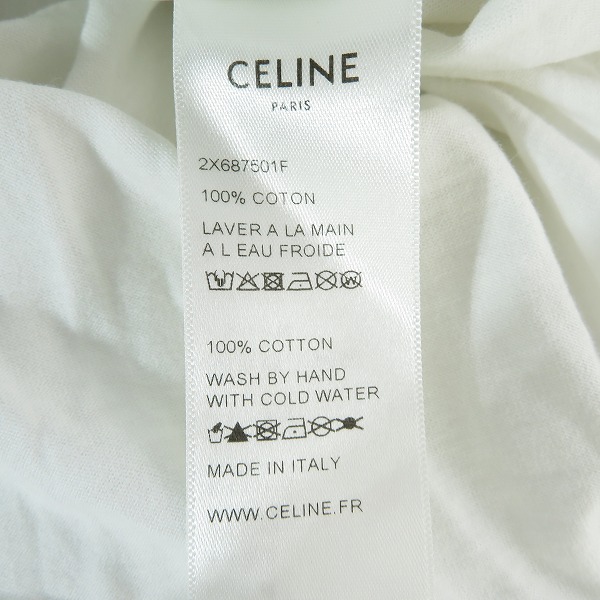 CELINE
PARIS
2X687501F
100% COTON
LAVER A LA MAIN
A L EAU FROIDE
100% COTTON
WASH BY HAND
WITH COLD WATER
MADE IN ITALY
WWW.CELINE.FR